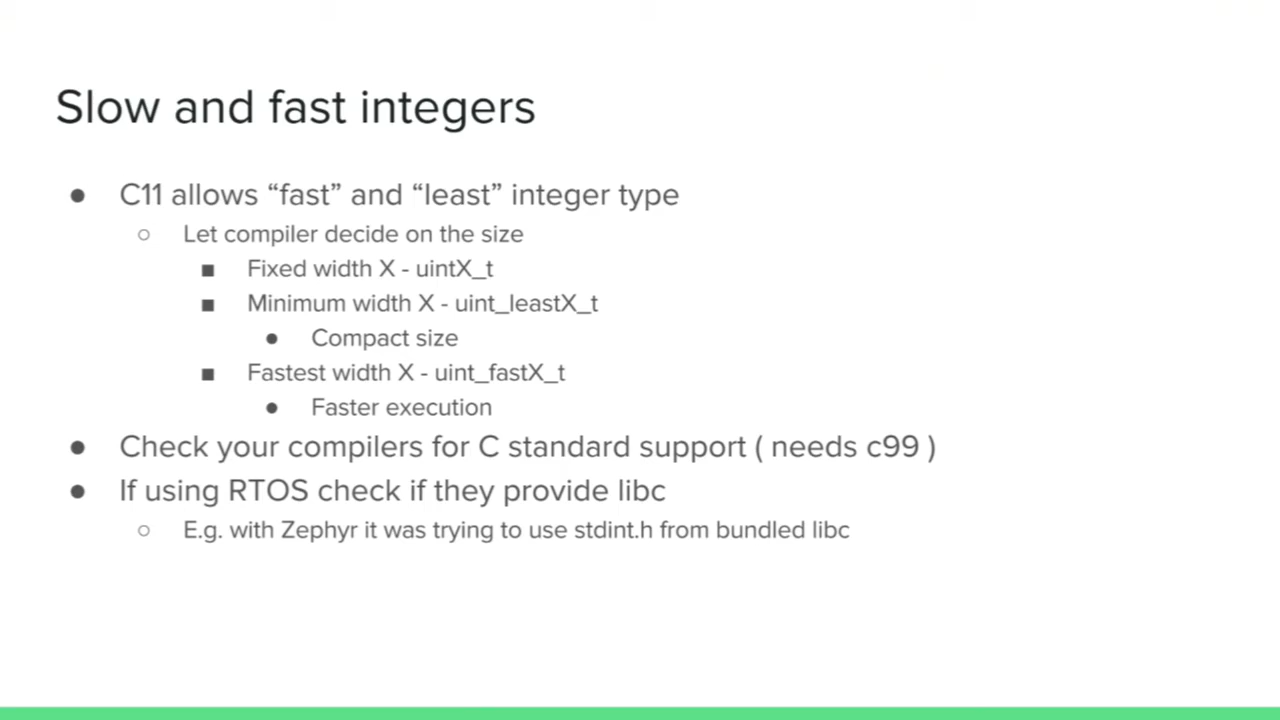 Slow and fast integers
● C11 allows “fast” and “least” integer type
○ Let compiler decide on the size
■ Fixed width X - uintX_t
■ Minimum width X - uint_leastX_t
● Compact size
■ Fastest width X - uint_fastX_t
● Faster execution
● Check your compilers for C standard support ( needs c99 )
● If using RTOS check if they provide libc
○ E.g. with Zephyr it was trying to use stdint.h from bundled libc